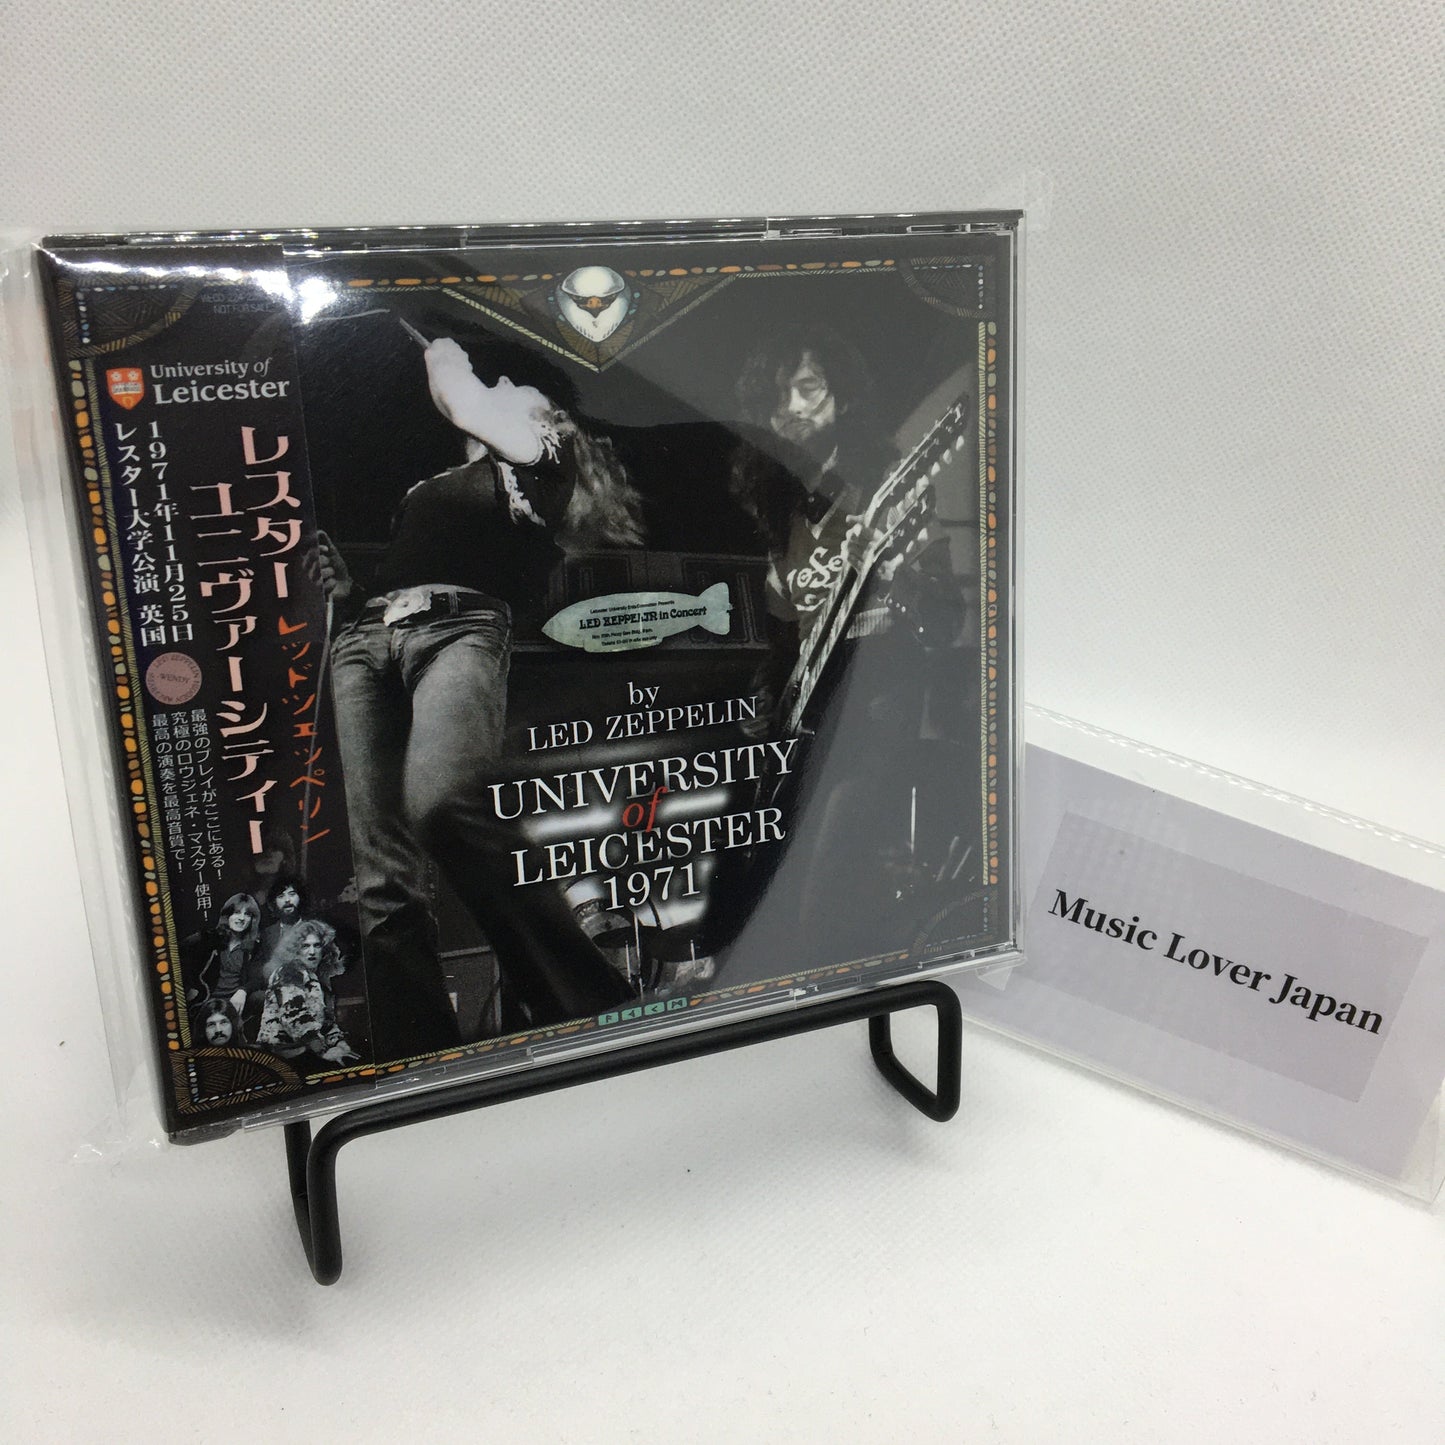 NOT FOR SALE
University of
Leicester
レスター
ユニヴァーシティー
レッドツェッペリン
1971年11月25日
レスター大学公演 英国
WENDY
最強のプレイがここにある!
究極のロウジェネ・マスター使用!
最高の演奏を最高音質で!
LED ZEPPELIN in Concert
by
LED ZEPPELIN
UNIVERSITY
of
LEICESTER
1971
ZOSO
Music Lover Japan